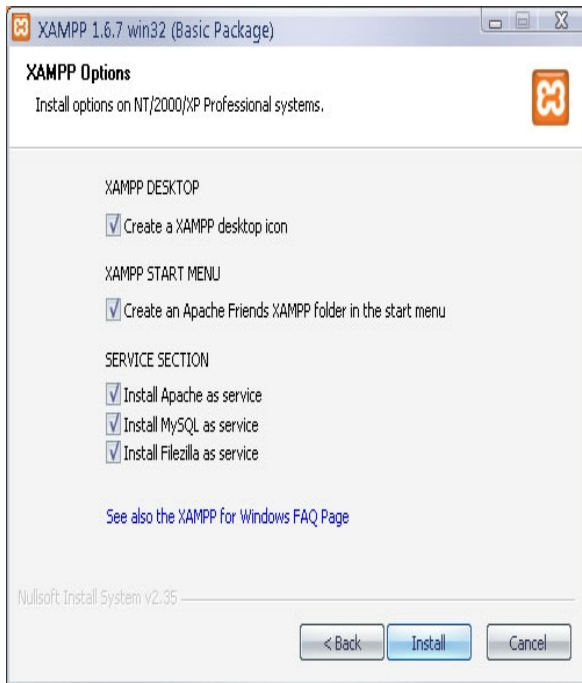 XAMPP 1.6.7 win32 (Basic Package)
XAMPP Options
Install options on NT/2000/XP Professional systems.
XAMPP DESKTOP
Create a XAMPP desktop icon
XAMPP START MENU
Create an Apache Friends XAMPP folder in the start menu
SERVICE SECTION
Install Apache as service
Install MySQL as service
Install Filezilla as service
See also the XAMPP for Windows FAQ Page
Nullsoft Install System v2.35
< Back Install Cancel